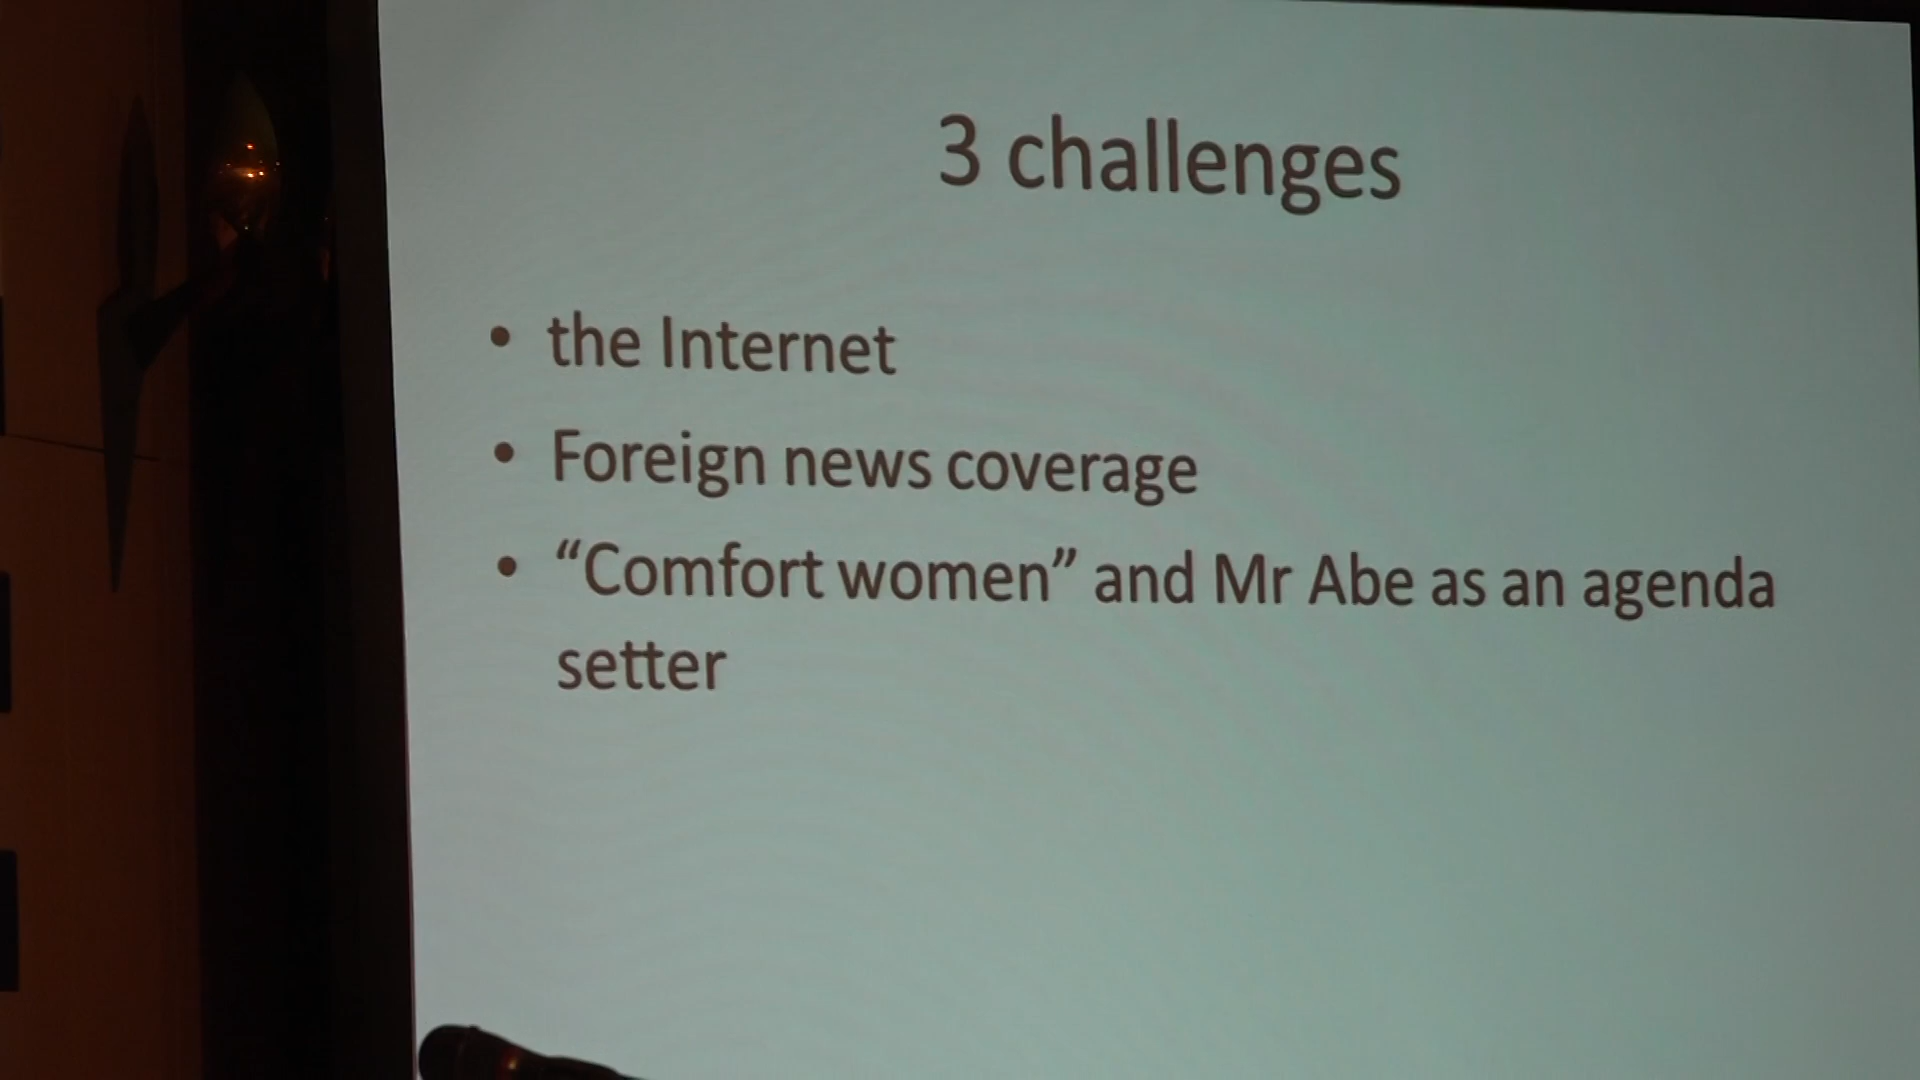 3 challenges
• the Internet
• Foreign news coverage
• “Comfort women” and Mr Abe as an agenda
setter